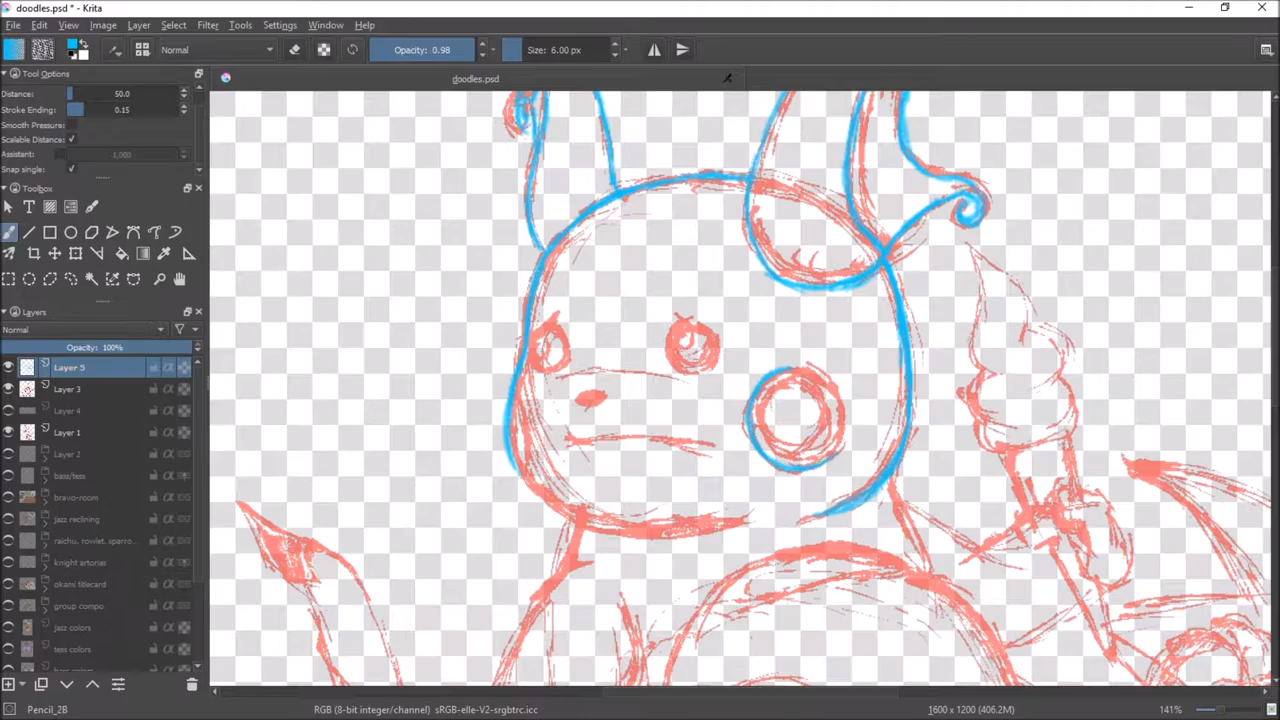 doodles.psd * - Krita
File Edit View Image Layer Select Filter Tools Settings Window Help
Normal Opacity: 0.98 Size: 6.00 px
Tool Options doodles.psd
Distance: 50.0
Stroke Ending: 0.15
Smooth Pressure:
Scalable Distance:
Assistant: 1,000
Snap single:
Toolbox
Layers
Normal
Opacity: 100%
Layer 5
Layer 3
Layer 4
Layer 1
Layer 2
bass/tess
bravo-room
jazz reclining
raichu, rowlet, sparro...
knight artorias
okami titlecard
group compo
jazz colors
tess colors
Pencil_2B RGB (8-bit integer/channel) sRGB-elle-V2-srgbtrc.icc 1600 x 1200 (406.2M) 141%